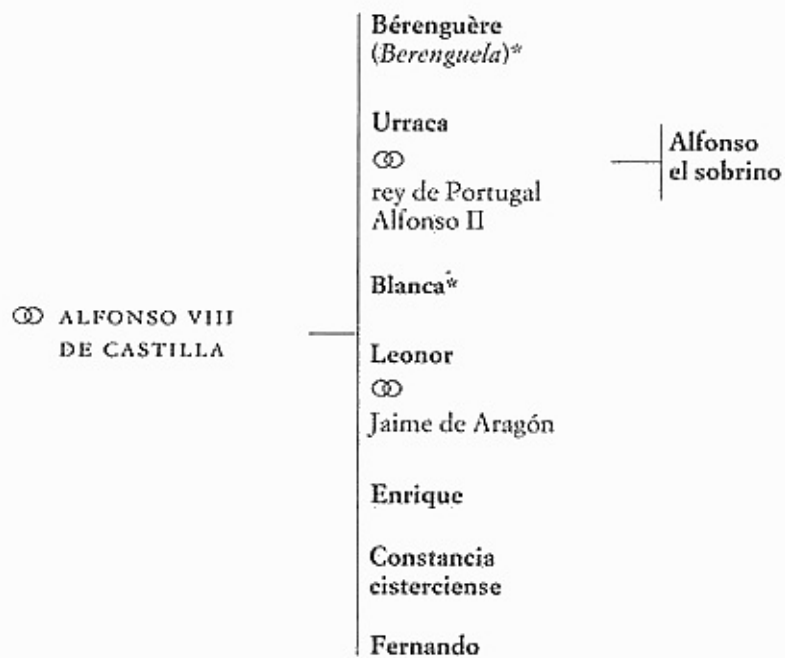 Bérenguère
(Berenguela)*
Urraca
rey de Portugal
Alfonso II
Alfonso
el sobrino
Blanca*
ALFONSO VIII
DE CASTILLA
Leonor
Jaime de Aragón
Enrique
Constancia
cisterciense
Fernando